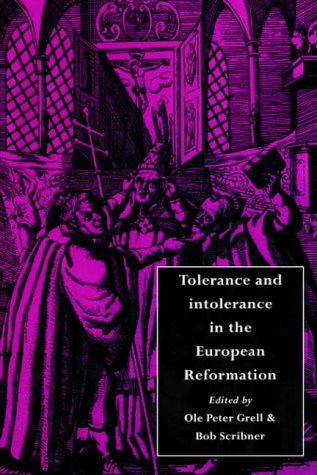 Tolerance and
intolerance
in the
European
Reformation
Edited by
Ole Peter Grell &
Bob Scribner